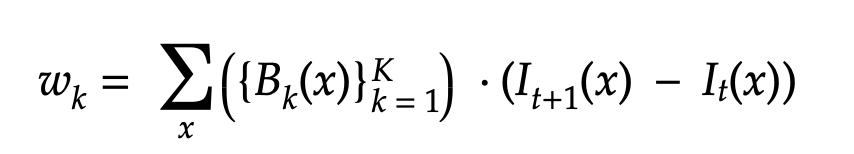 w_k = ∑_x ({B_k(x)}_{k = 1}^K) · (I_{t+1}(x) − I_t(x))